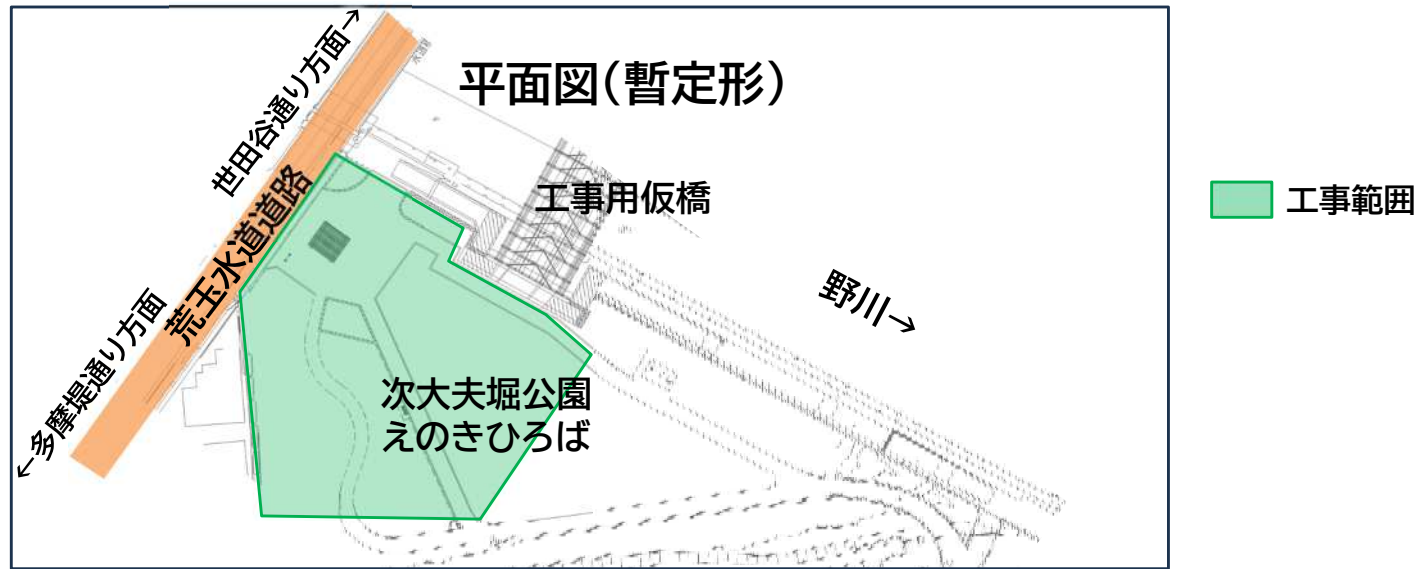 平面図(暫定形)
世田谷通り方面→
荒玉水道道路
←多摩堤通り方面
工事用仮橋
野川→
次大夫堀公園
えのきひろば
工事範囲